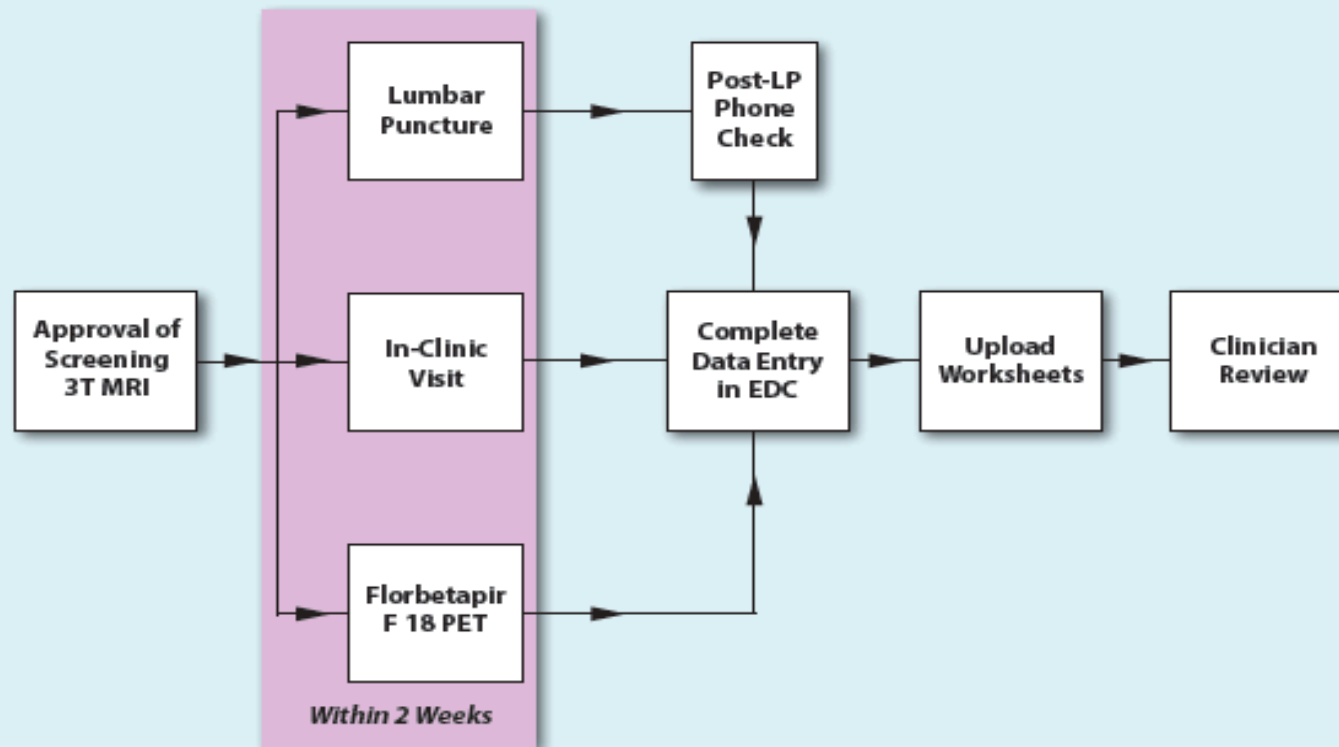 Lumbar
Puncture
Post-LP
Phone
Check
Approval of
Screening
3T MRI
In-Clinic
Visit
Complete
Data Entry
in EDC
Upload
Worksheets
Clinician
Review
Florbetapir
F 18 PET
Within 2 Weeks